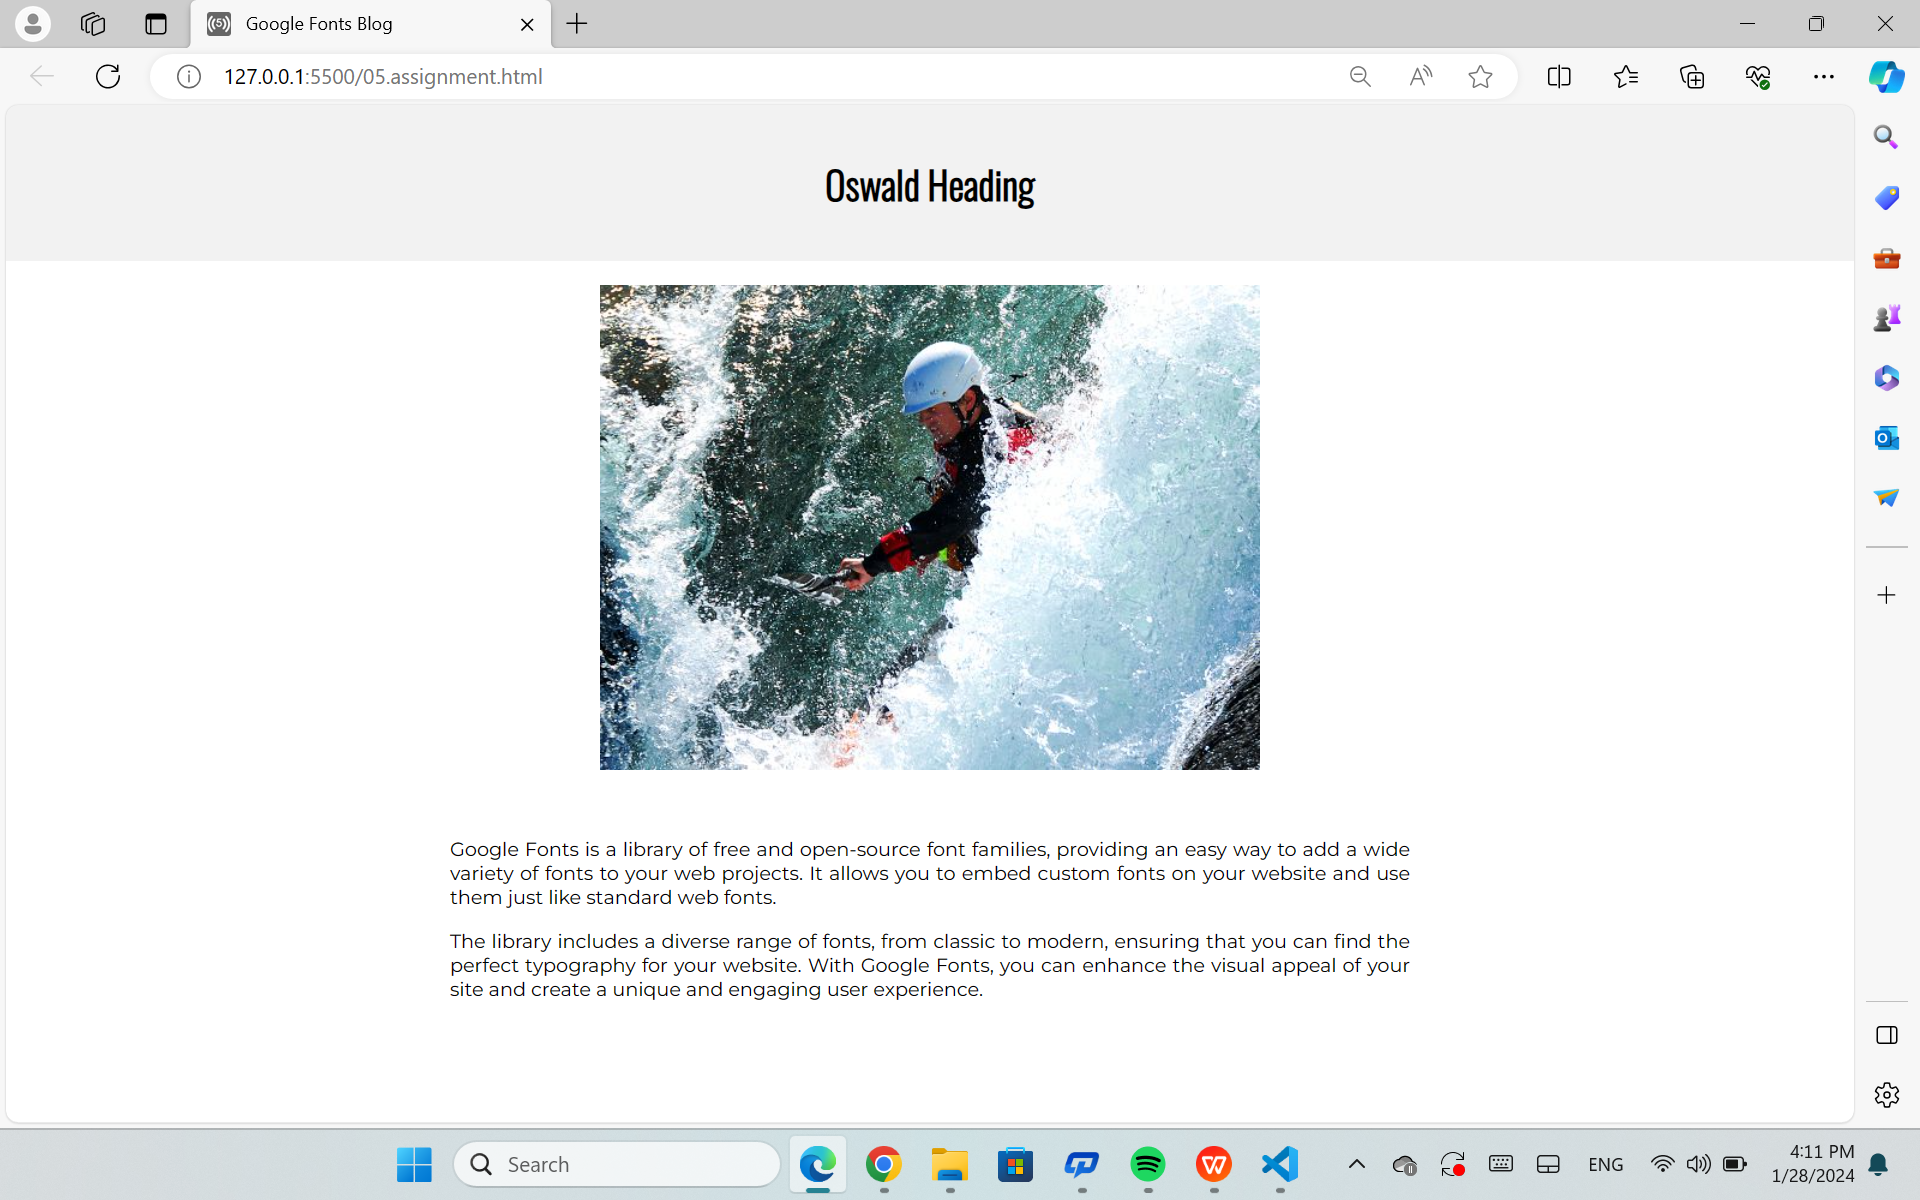 Google Fonts Blog
127.0.0.1:5500/05.assignment.html
Oswald Heading
Google Fonts is a library of free and open-source font families, providing an easy way to add a wide
variety of fonts to your web projects. It allows you to embed custom fonts on your website and use
them just like standard web fonts.
The library includes a diverse range of fonts, from classic to modern, ensuring that you can find the
perfect typography for your website. With Google Fonts, you can enhance the visual appeal of your
site and create a unique and engaging user experience.
Search
ENG
4:11 PM
1/28/2024